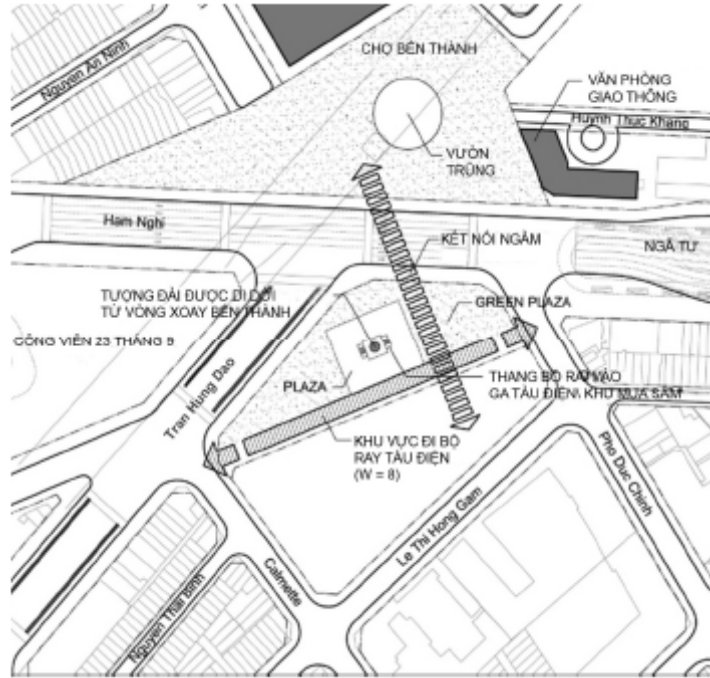 CHỢ BẾN THÀNH
Nguyen An Ninh
VĂN PHÒNG
GIAO THÔNG
Huynh Thuc Khang
VƯỜN
TRŨNG
Ham Nghi
KẾT NỐI NGẦM
NGÃ TƯ
TƯỢNG ĐÀI ĐƯỢC DI DỜI
TỪ VÒNG XOAY BẾN THÀNH
GREEN PLAZA
CÔNG VIÊN 23 THÁNG 9
Tran Hung Dao
PLAZA
THANG BỘ RA VÀO
GA TÀU ĐIỆN/ KHU MUA SẮM
KHU VỰC ĐI BỘ
RAY TÀU ĐIỆN
(W = 8)
Pho Duc Chinh
Le Thi Hong Gam
Calmette
Nguyen Thai Binh